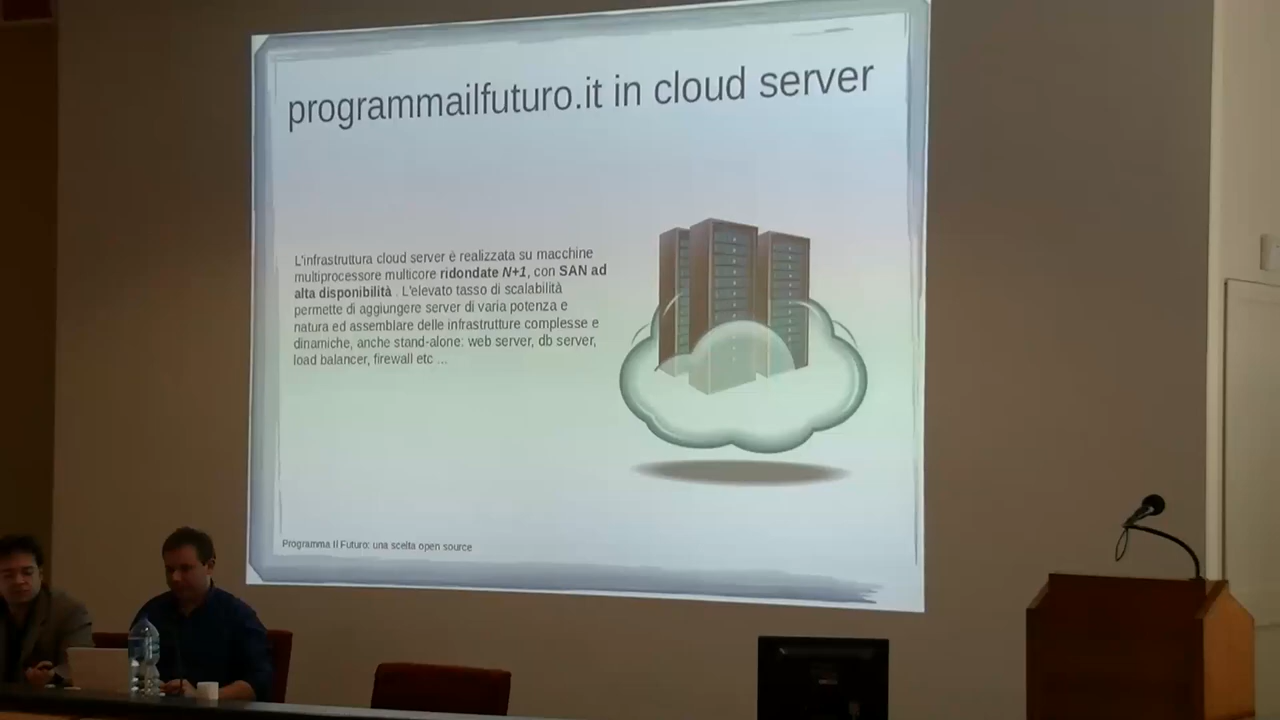 programmailfuturo.it in cloud server
L'infrastruttura cloud server è realizzata su macchine
multiprocessore multicore ridondate N+1, con SAN ad
alta disponibilità . L'elevato tasso di scalabilità
permette di aggiungere server di varia potenza e
natura ed assemblare delle infrastrutture complesse e
dinamiche, anche stand-alone: web server, db server,
load balancer, firewall etc ...
Programma Il Futuro: una scelta open source